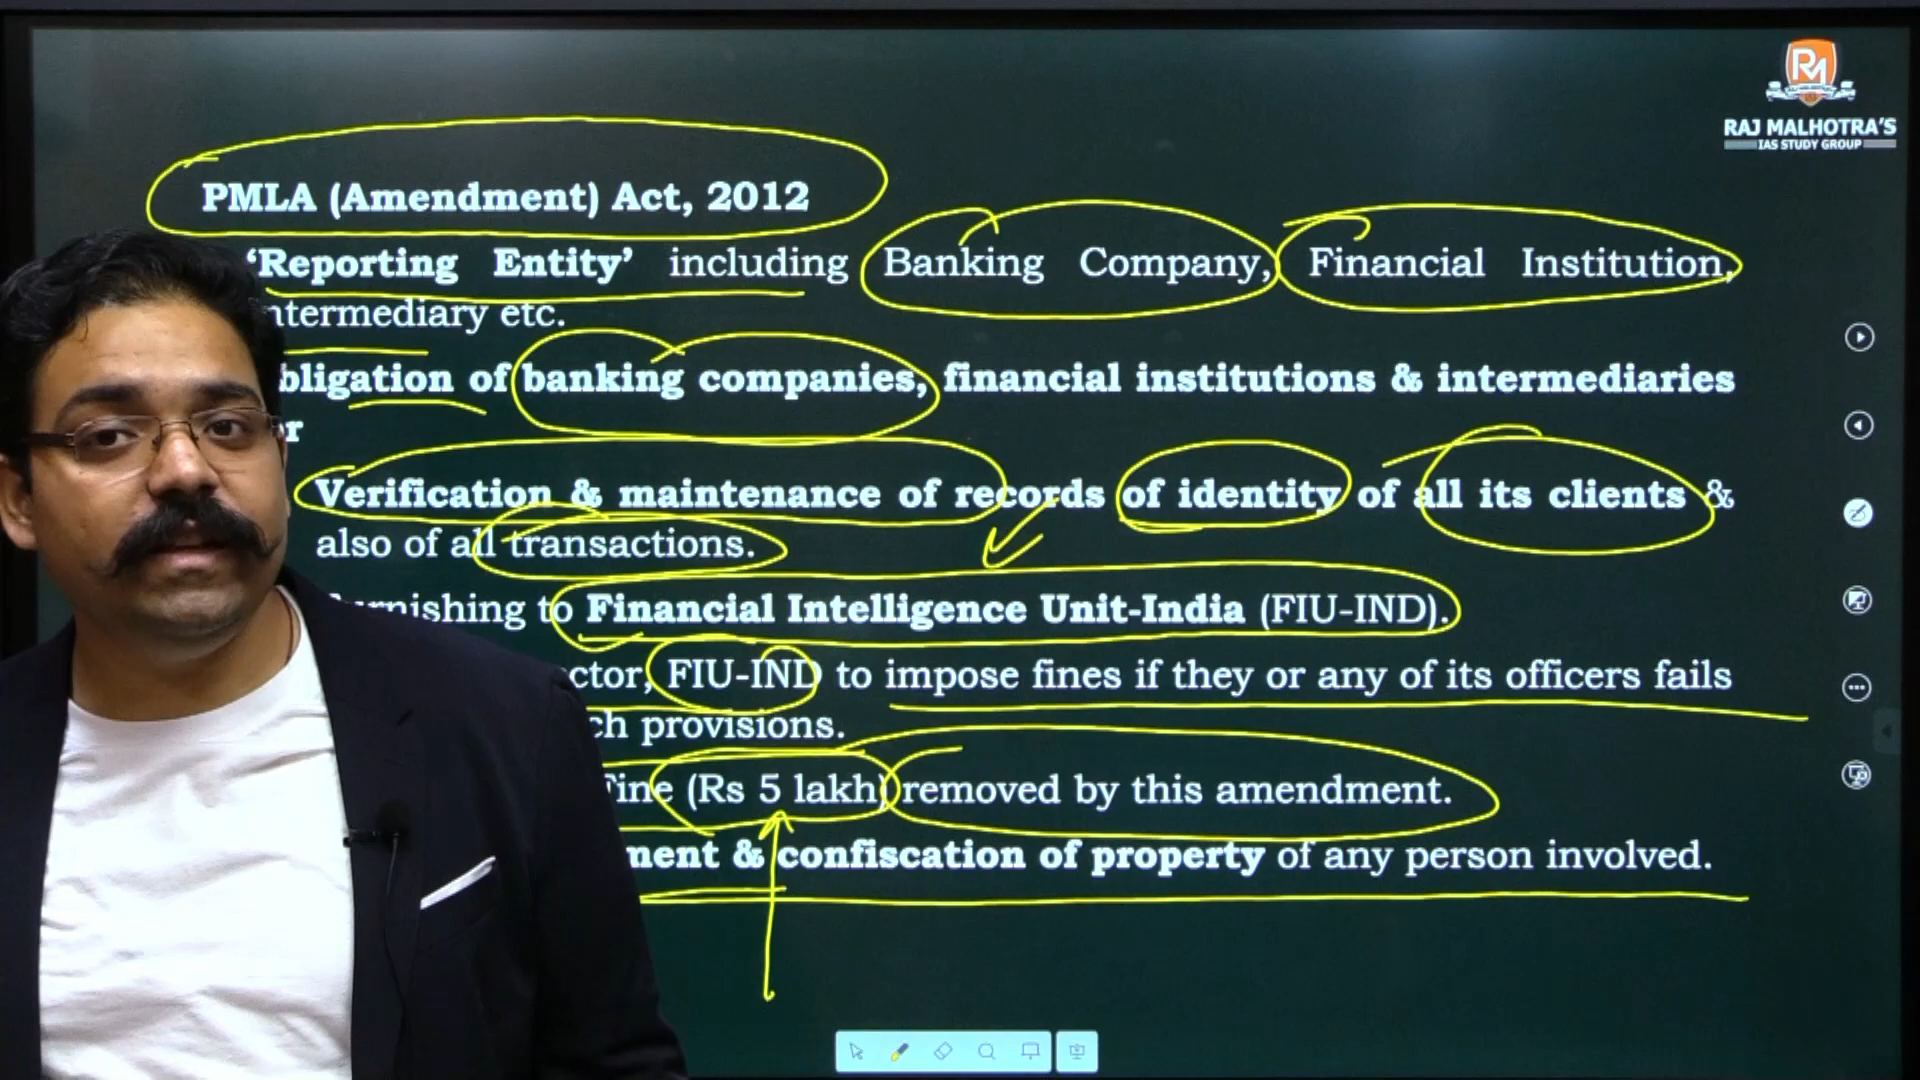 RAJ MALHOTRA'S
IAS STUDY GROUP
PMLA (Amendment) Act, 2012
'Reporting Entity' including Banking Company, Financial Institution,
ntermediary etc.
bligation of banking companies, financial institutions & intermediaries
r
Verification & maintenance of records of identity of all its clients &
also of all transactions.
urnishing to Financial Intelligence Unit-India (FIU-IND).
ctor, FIU-IND to impose fines if they or any of its officers fails
ch provisions.
Fine (Rs 5 lakh) removed by this amendment.
ment & confiscation of property of any person involved.